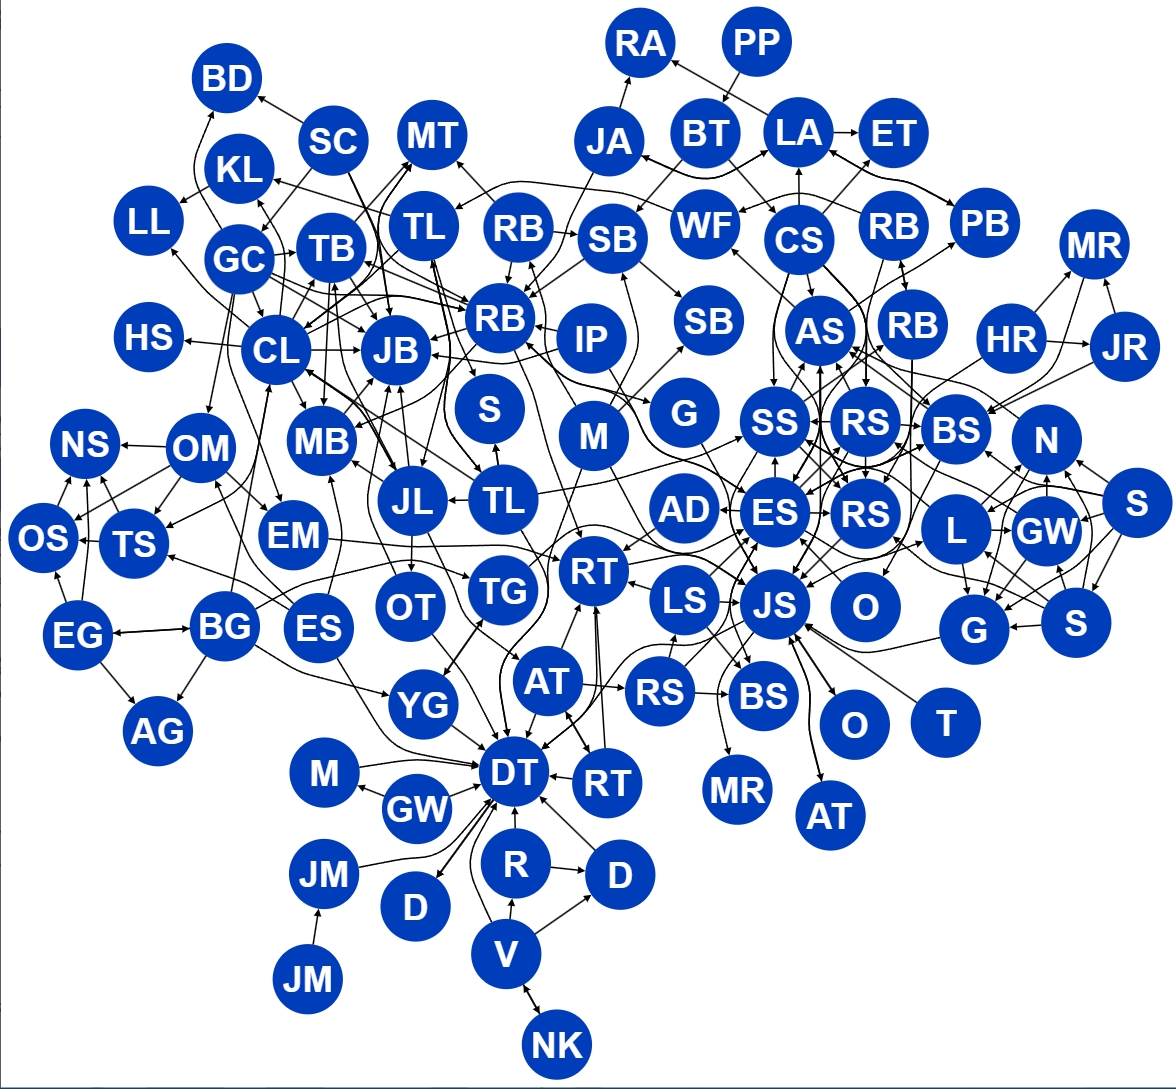 RA
PP
BD
SC
MT
JA
BT
LA
ET
KL
LL
TL
RB
SB
WF
CS
RB
PB
GC
TB
MR
HS
CL
JB
RB
IP
SB
AS
RB
HR
JR
NS
OM
MB
S
M
G
SS
RS
BS
N
OS
TS
EM
JL
TL
AD
ES
RS
L
GW
S
RT
EG
BG
ES
OT
TG
LS
JS
O
G
S
AG
YG
AT
RS
BS
O
T
M
GW
DT
RT
MR
AT
JM
D
R
D
JM
V
NK